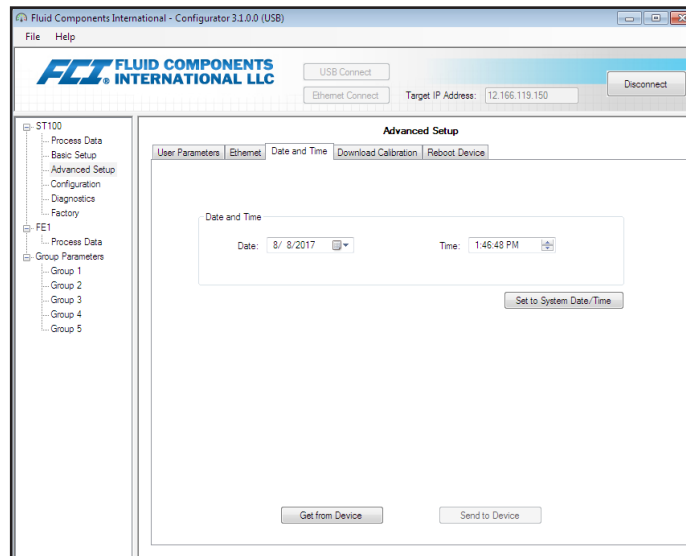 Fluid Components International - Configurator 3.1.0.0 (USB)
File Help
FCI® FLUID COMPONENTS
INTERNATIONAL LLC
USB Connect
Ethernet Connect Target IP Address: 12.166.119.150 Disconnect
ST100
Process Data
Basic Setup
Advanced Setup
Configuration
Diagnostics
Factory
FE1
Process Data
Group Parameters
Group 1
Group 2
Group 3
Group 4
Group 5
Advanced Setup
User Parameters Ethernet Date and Time Download Calibration Reboot Device
Date and Time
Date: 8/ 8/2017 Time: 1:46:48 PM
Set to System Date/Time
Get from Device Send to Device